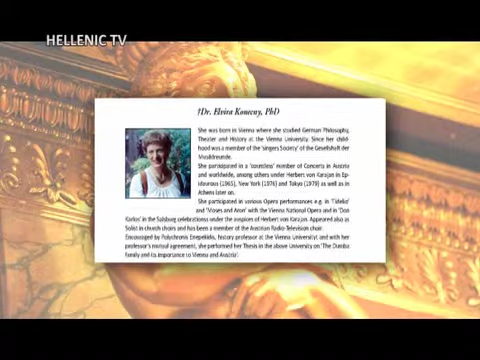 HELLENIC TV
†Dr. Elvira Konecny, PhD
She was born in Vienna where she studied German Philosophy,
Theater and History at the Vienna University. Since her child-
hood was a member of the 'singers Society' of the Gesellsheft der
Musikfreunde.
She participated in a 'countless' member of Concerts in Austria
and worldwide, among others under Herbert von Karajan in Ep-
idavrous (1965), New York (1976) and Tokyo (1979) as well as in
Athens later on.
She participated in various Opera performances e.g. in 'Fidelio'
and 'Moses and Aron' with the Vienna National Opera and in 'Don
Karlos' in the Salzburg celebrations under the auspices of Herbert von Karajan. Appeared also as
Solist in church choirs and has been a member of the Austrian Radio-Television choir.
Encouraged by Polychronis Enepekidis, history professor at the Vienna University and with her
professor's mutual agreement, she performed her Thesis in the above University on 'The Dumba
Family and its importance to Vienna and Austria'.